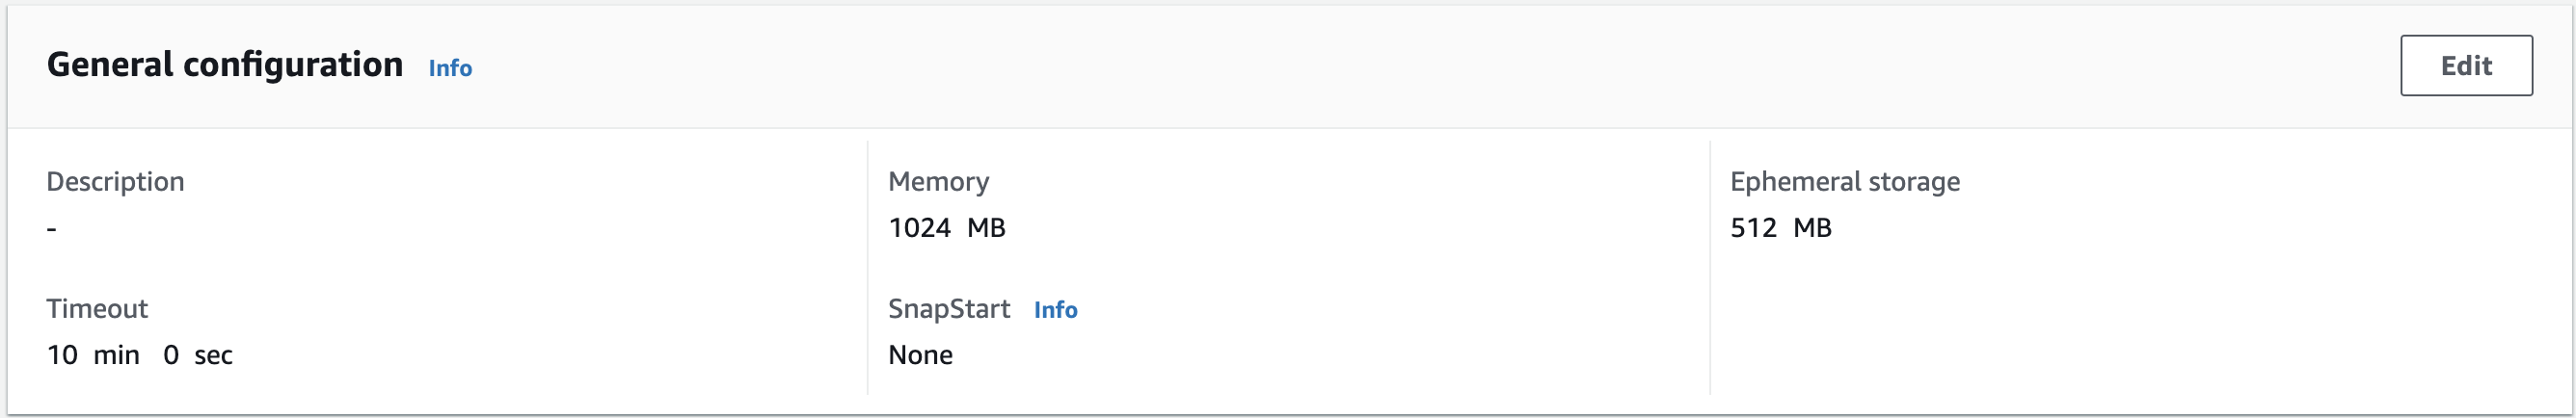 General configuration Info
Edit
Description
-
Memory
1024 MB
Ephemeral storage
512 MB
Timeout
10 min 0 sec
SnapStart Info
None